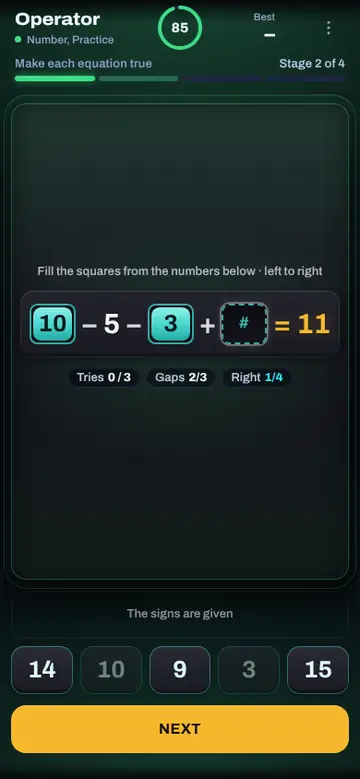 Operator
85
Best
Number, Practice
–
Make each equation true
Stage 2 of 4
Fill the squares from the numbers below · left to right
10 – 5 – 3 + # = 11
Tries 0 / 3 Gaps 2/3 Right 1/4
The signs are given
14 10 9 3 15
NEXT